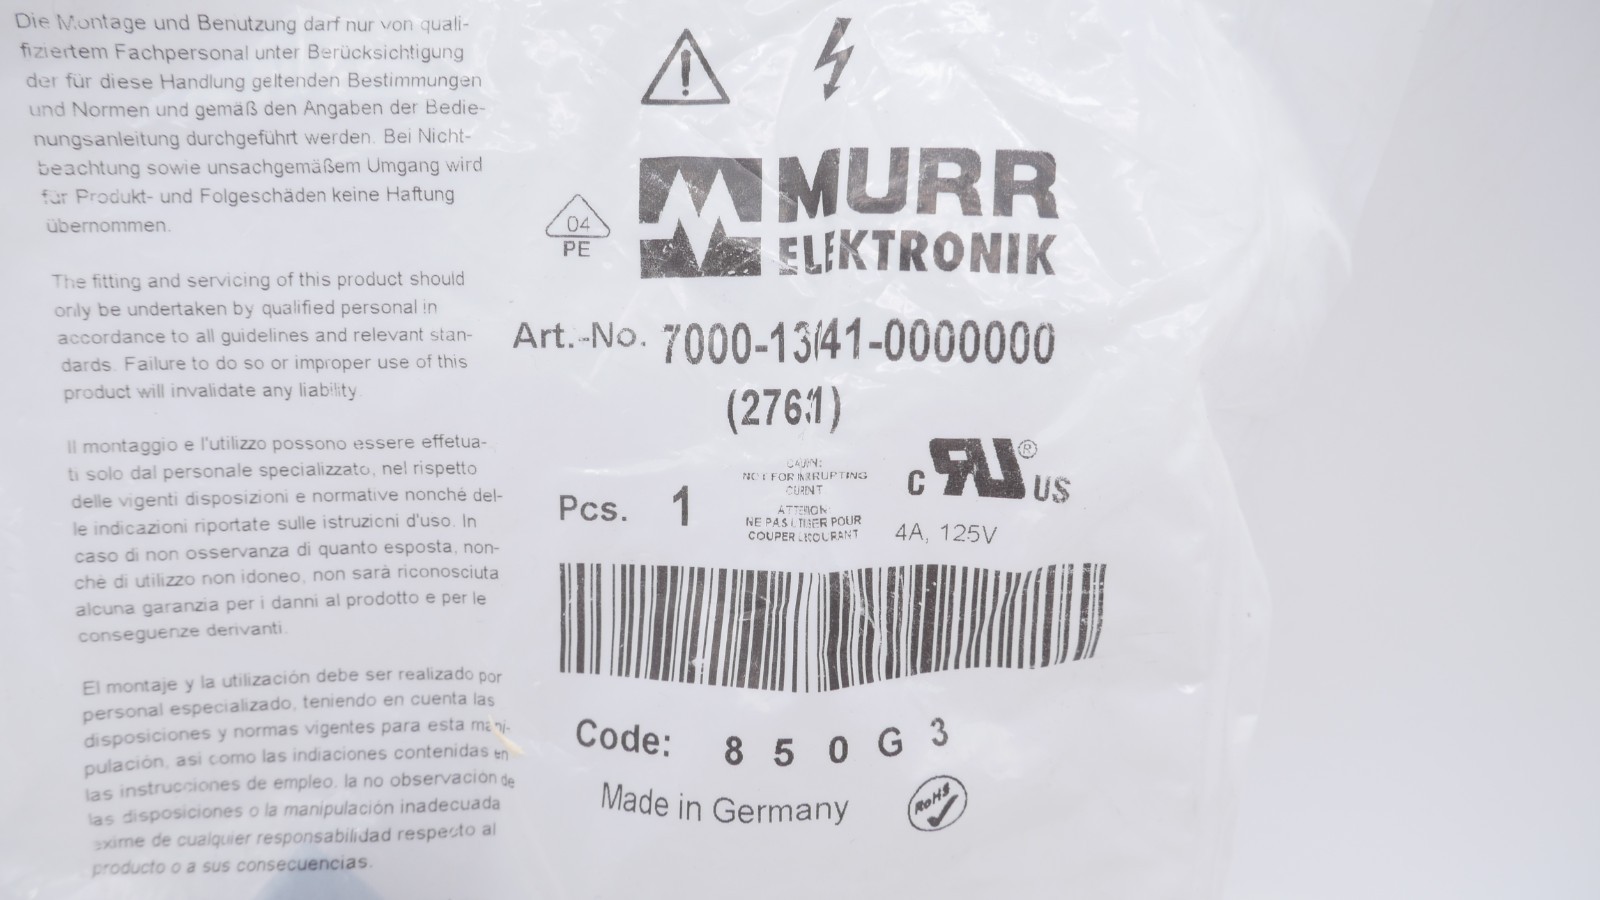 Die Montage und Benutzung darf nur von quali-
fiziertem Fachpersonal unter Berücksichtigung
der für diese Handlung geltenden Bestimmungen
und Normen und gemäß den Angaben der Bedie-
nungsanleitung durchgeführt werden. Bei Nicht-
beachtung sowie unsachgemäßem Umgang wird
für Produkt- und Folgeschäden keine Haftung
übernommen.
The fitting and servicing of this product should
only be undertaken by qualified personal in
accordance to all guidelines and relevant stan-
dards. Failure to do so or improper use of this
product will invalidate any liability.
Il montaggio e l'utilizzo possono essere effetua-
ti solo dal personale specializzato, nel rispetto
delle vigenti disposizioni e normative nonché del-
le indicazioni riportate sulle istruzioni d'uso. In
caso di non osservanza di quanto esposta, non-
ché di utilizzo non idoneo, non sarà riconosciuta
alcuna garanzia per i danni al prodotto e per le
conseguenze derivanti.
El montaje y la utilización debe ser realizado por
personal especializado, teniendo en cuenta las
disposiciones y normas vigentes para esta mani-
pulación, asi como las indiaciones contenidas en
las instrucciones de empleo. la no observación de
las disposiciones o la manipulación inadecuada
exime de cualquier responsabilidad respecto al
producto o a sus consecuencias.
04
PE
MURR
ELEKTRONIK
Art.-No. 7000-13/41-0000000
Pcs. 1
NOT FOR
NE PAS POUR
COUPER
C RU ® US
4A, 125V
Code: 8 5 0 G 3
Made in Germany
RoHS